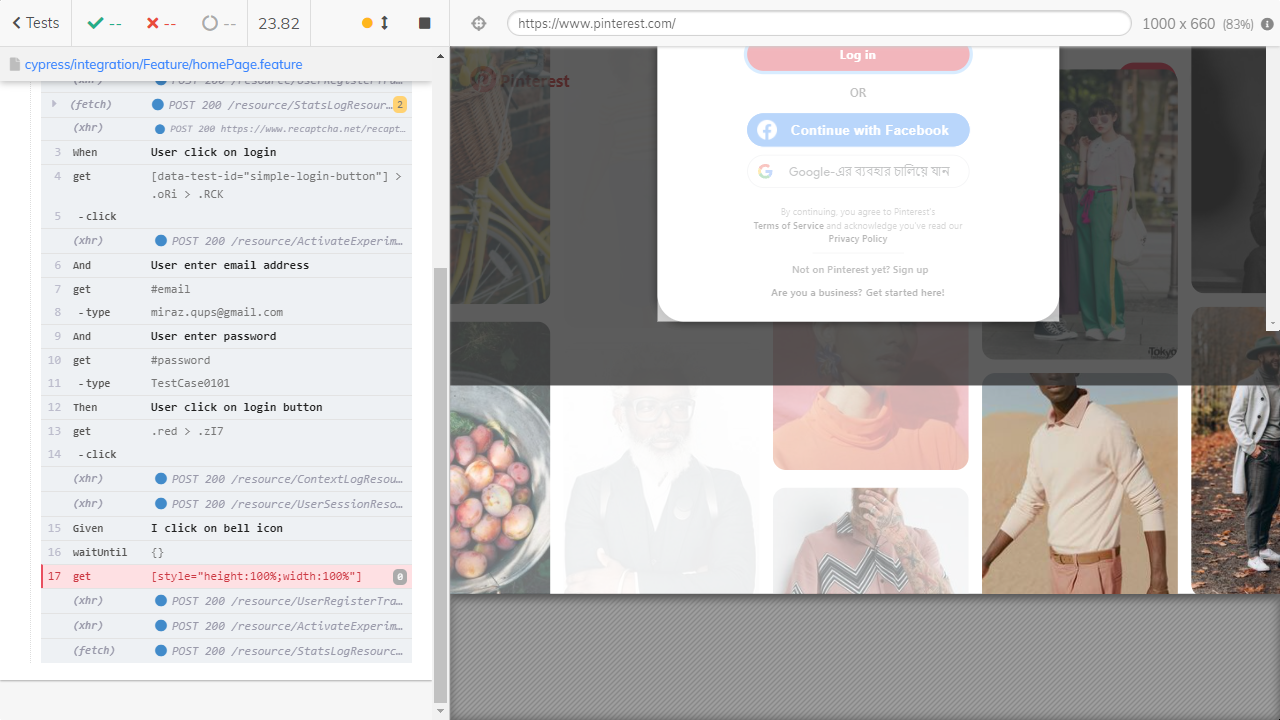 Tests
--
--
--
23.82
https://www.pinterest.com/
1000 x 660 (83%)
cypress/integration/Feature/homePage.feature
(xhr) POST 200 /resource/UserRegisterTra...
(fetch) POST 200 /resource/StatsLogResour... 2
(xhr) POST 200 https://www.recaptcha.net/recapt...
3 When User click on login
4 get [data-test-id="simple-login-button"] >
.oRi > .RCK
5 -click
(xhr) POST 200 /resource/ActivateExperim...
6 And User enter email address
7 get #email
8 -type miraz.qups@gmail.com
9 And User enter password
10 get #password
11 -type TestCase0101
12 Then User click on login button
13 get .red > .zI7
14 -click
(xhr) POST 200 /resource/ContextLogResou...
(xhr) POST 200 /resource/UserSessionReso...
15 Given I click on bell icon
16 waitUntil {}
17 get [style="height:100%;width:100%"] 0
(xhr) POST 200 /resource/UserRegisterTra...
(xhr) POST 200 /resource/ActivateExperim...
(fetch) POST 200 /resource/StatsLogResourc...
Pinterest
Log in
OR
Continue with Facebook
Google-এর ব্যবহার চালিয়ে যান
By continuing, you agree to Pinterest's
Terms of Service and acknowledge you've read our
Privacy Policy
Not on Pinterest yet? Sign up
Are you a business? Get started here!
Tokyo